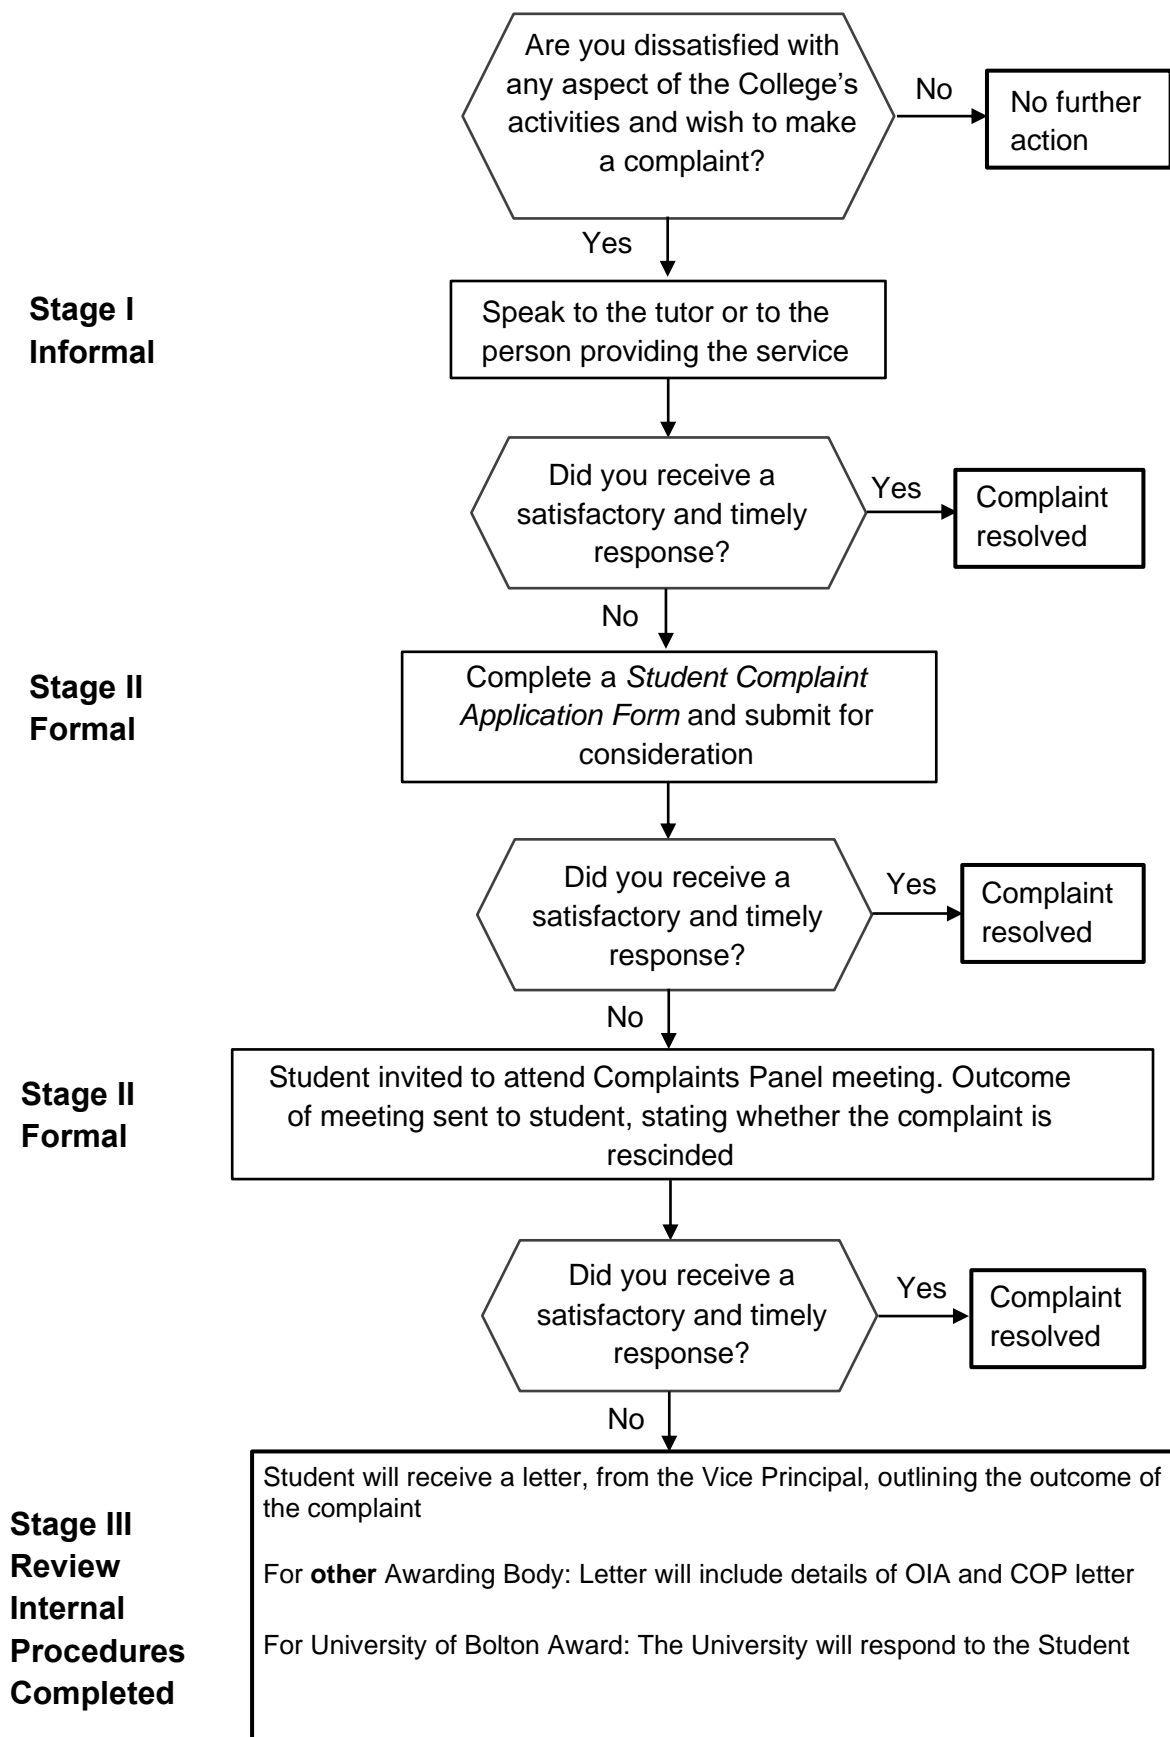 Are you dissatisfied with
any aspect of the College’s
activities and wish to make
a complaint?
No
No further
action
Yes
Stage I
Informal
Speak to the tutor or to the
person providing the service
Did you receive a
satisfactory and timely
response?
Yes
Complaint
resolved
No
Stage II
Formal
Complete a Student Complaint
Application Form and submit for
consideration
Did you receive a
satisfactory and timely
response?
Yes
Complaint
resolved
No
Stage II
Formal
Student invited to attend Complaints Panel meeting. Outcome
of meeting sent to student, stating whether the complaint is
rescinded
Did you receive a
satisfactory and timely
response?
Yes
Complaint
resolved
No
Stage III
Review
Internal
Procedures
Completed
Student will receive a letter, from the Vice Principal, outlining the outcome of
the complaint
For other Awarding Body: Letter will include details of OIA and COP letter
For University of Bolton Award: The University will respond to the Student